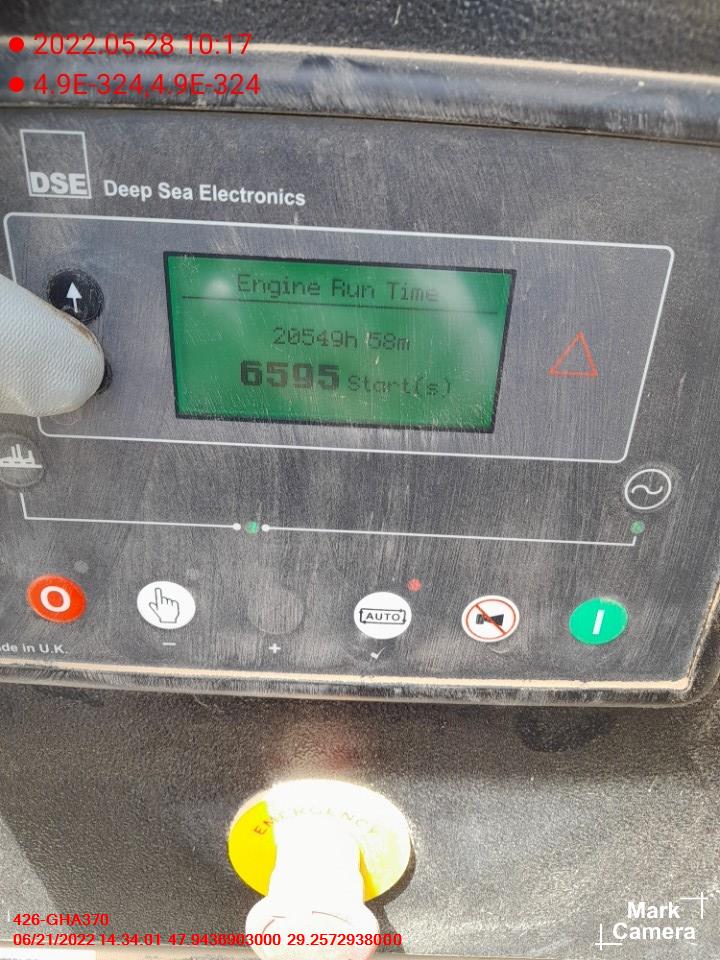 2022.05.28 10:17
4.9E-324,4.9E-324
DSE Deep Sea Electronics
Engine Run Time
20549h 58m
6595 Start(s)
O
AUTO
I
-
+
de in U.K.
EMERGENCY
426-GHA370
06/21/2022 14:34:01 47.9436903000 29.2572938000
Mark
Camera